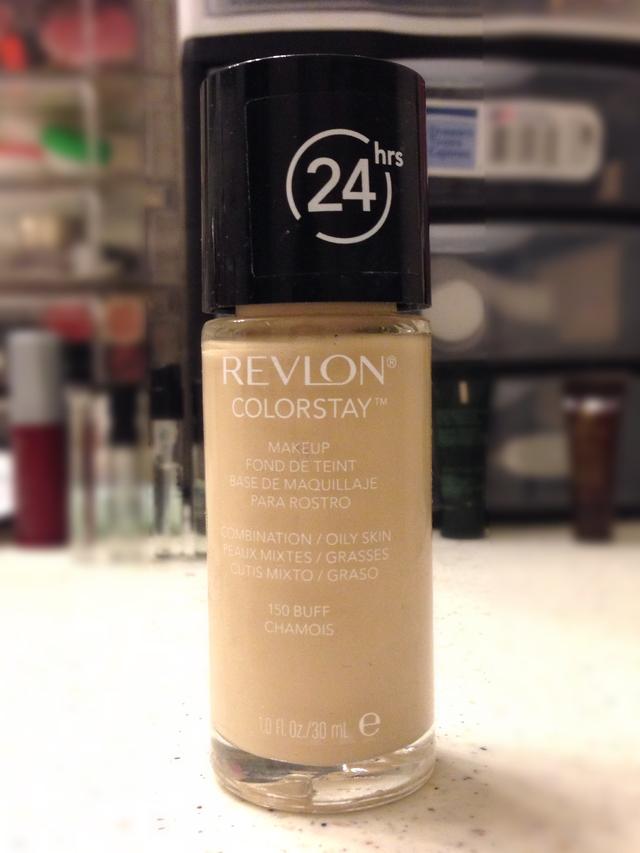 24 hrs
REVLON®
COLORSTAY™
MAKEUP
FOND DE TEINT
BASE DE MAQUILLAJE
PARA ROSTRO
COMBINATION / OILY SKIN
PEAUX MIXTES / GRASSES
CUTIS MIXTO / GRASO
150 BUFF
CHAMOIS
1.0 fl. Oz./30 mL ℮